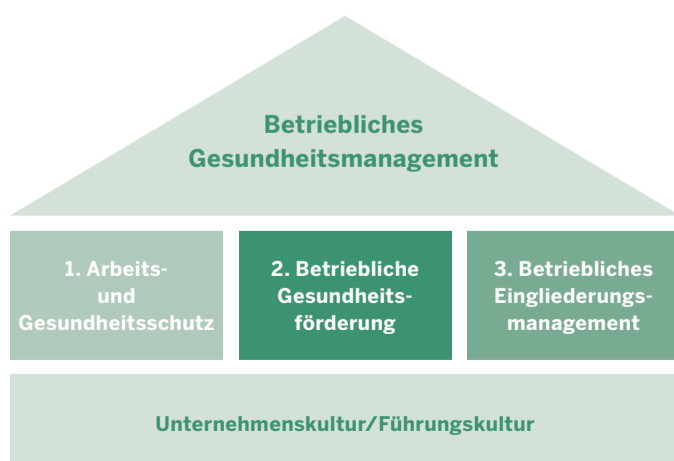 Betriebliches
Gesundheitsmanagement
1. Arbeits-
und
Gesundheitsschutz
2. Betriebliche
Gesundheits-
förderung
3. Betriebliches
Eingliederungs-
management
Unternehmenskultur/Führungskultur